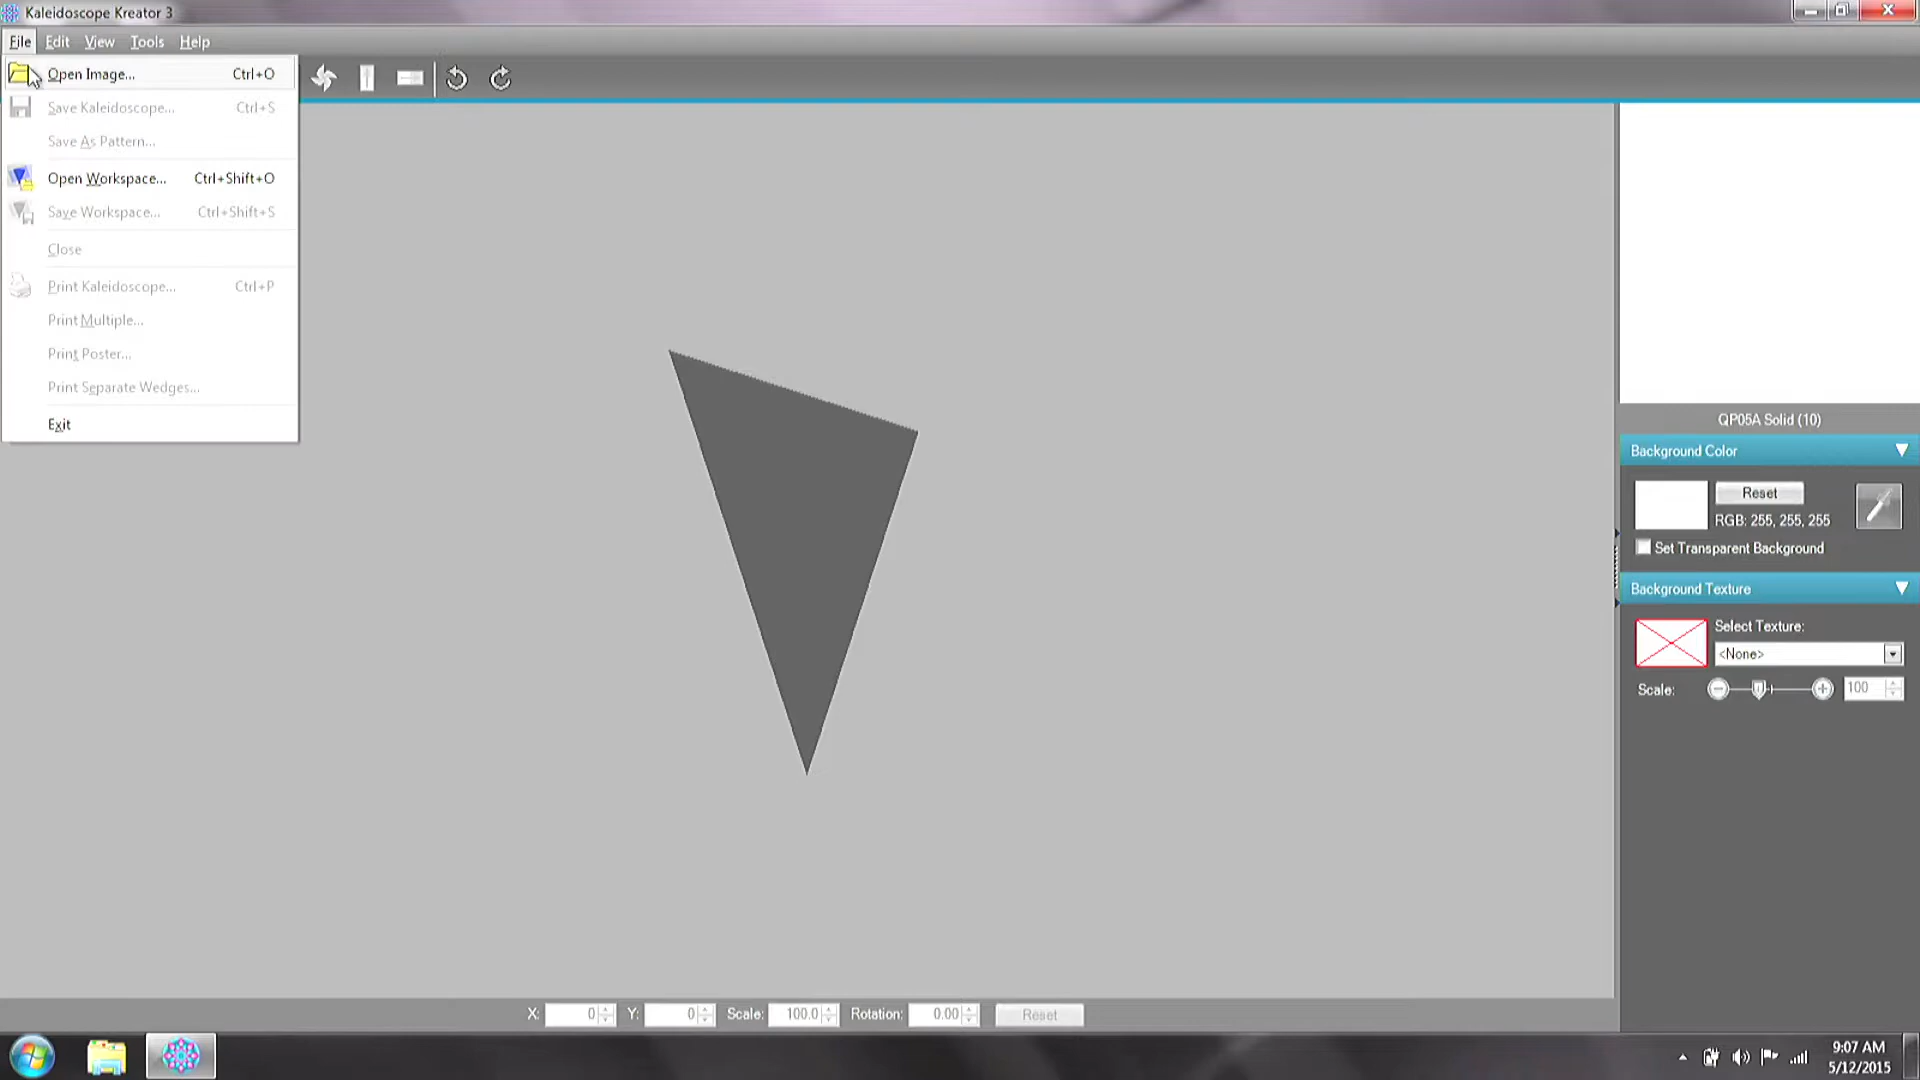 Kaleidoscope Kreator 3
File Edit View Tools Help
Open Image... Ctrl+O
Save Kaleidoscope... Ctrl+S
Save As Pattern...
Open Workspace... Ctrl+Shift+O
Save Workspace... Ctrl+Shift+S
Close
Print Kaleidoscope... Ctrl+P
Print Multiple...
Print Poster...
Print Separate Wedges...
Exit
QP05A Solid (10)
Background Color
Reset
RGB: 255, 255, 255
Set Transparent Background
Background Texture
Select Texture:
<None>
Scale: 100
X: 0 Y: 0 Scale: 100.0 Rotation: 0.00 Reset
9:07 AM
5/12/2015